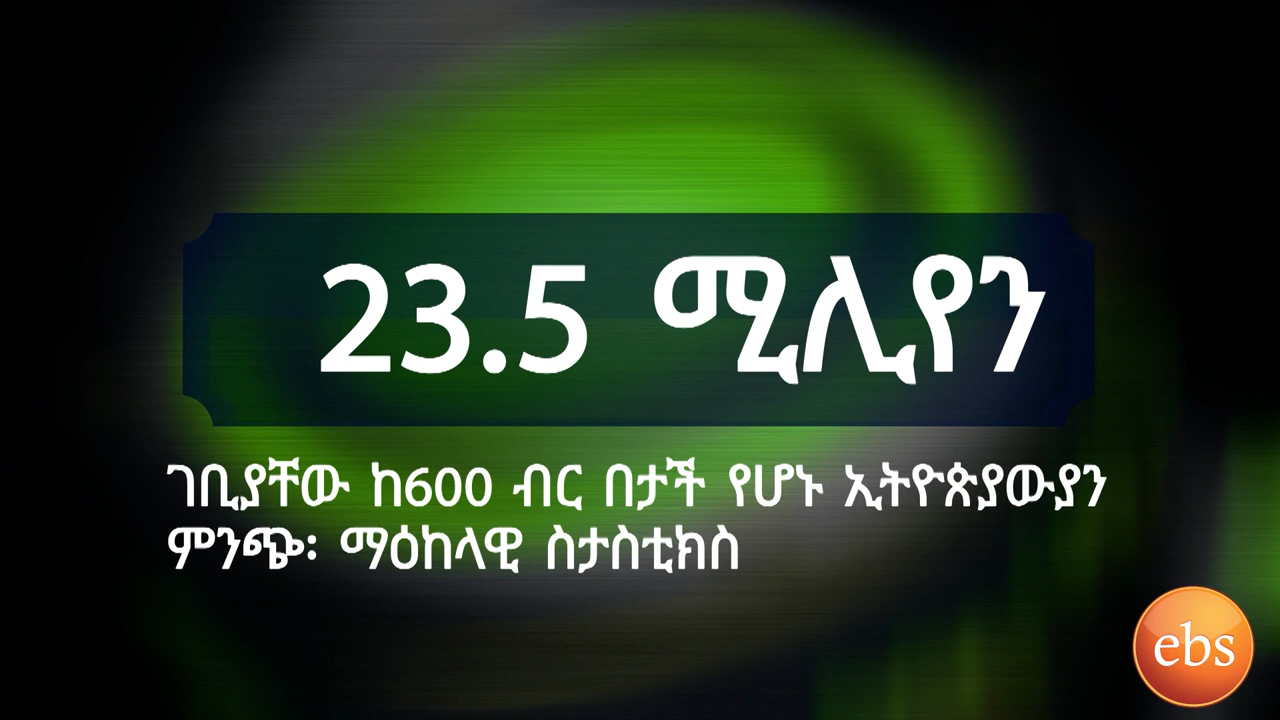 23.5 ሚሊየን
ገቢያቸው ከ600 ብር በታች የሆኑ ኢትዮጵያውያን
ምንጭ፡ ማዕከላዊ ስታስቲክስ
ebs